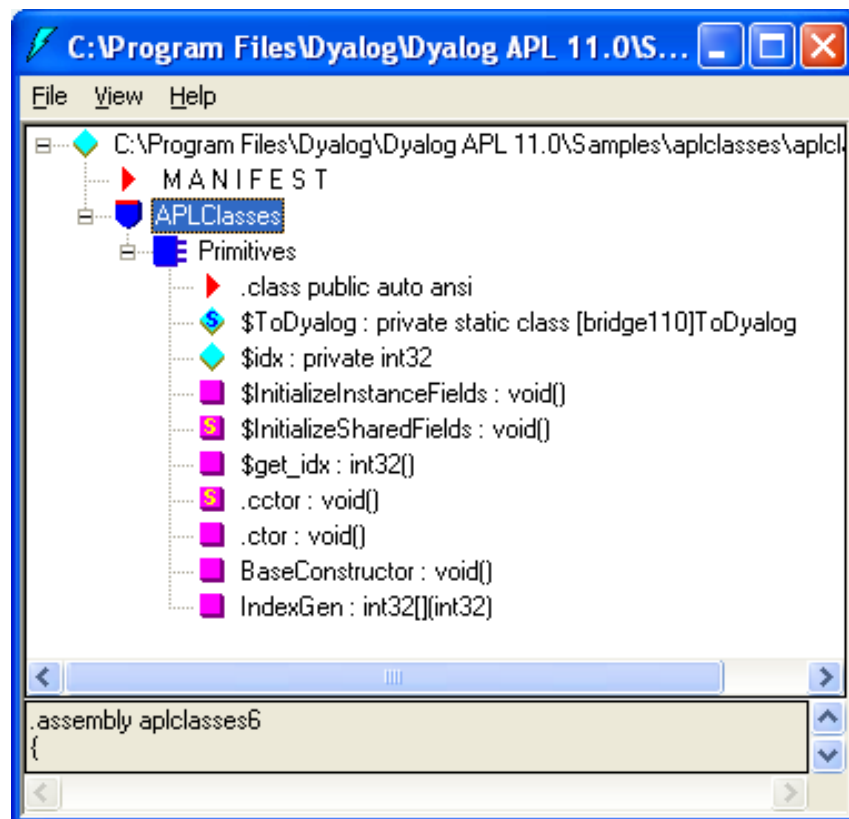 C:\Program Files\Dyalog\Dyalog APL 11.0\S...
File View Help
C:\Program Files\Dyalog\Dyalog APL 11.0\Samples\aplclasses\aplcl
M A N I F E S T
APLClasses
Primitives
.class public auto ansi
S $ToDyalog : private static class [bridge110]ToDyalog
$idx : private int32
$InitializeInstanceFields : void()
S $InitializeSharedFields : void()
$get_idx : int32()
S .cctor : void()
.ctor : void()
BaseConstructor : void()
IndexGen : int32[](int32)
.assembly aplclasses6
{